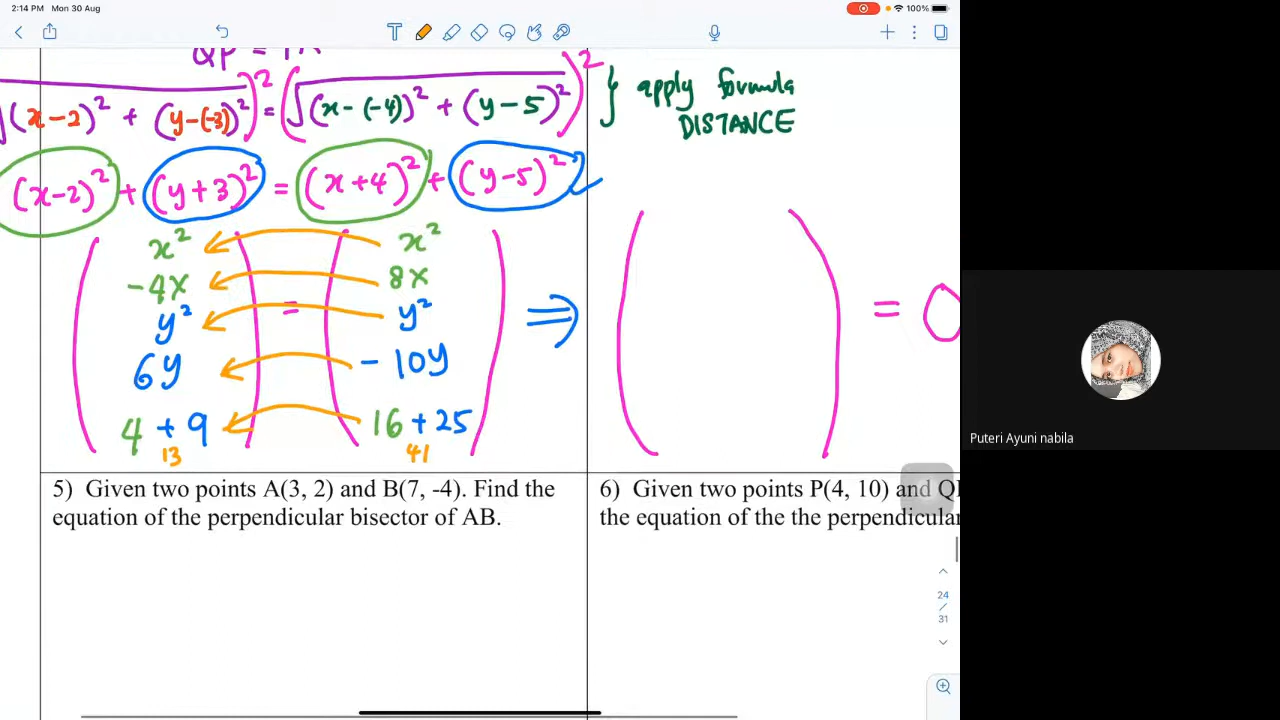 2:14 PM Mon 30 Aug
100%
QP =
(x-2)² + (y-(-3))² )² = ( √(x-(-4))² + (y-5)² )²
} apply formula
DISTANCE
(x-2)² + (y+3)² = (x+4)² + (y-5)²
x² x²
-4x 8x
y² = y² ⇒ = 0
6y - 10y
4 + 9 16 + 25
13 41
5) Given two points A(3, 2) and B(7, -4). Find the
equation of the perpendicular bisector of AB.
6) Given two points P(4, 10) and Q
the equation of the the perpendicular
24
/
31
Puteri Ayuni nabila